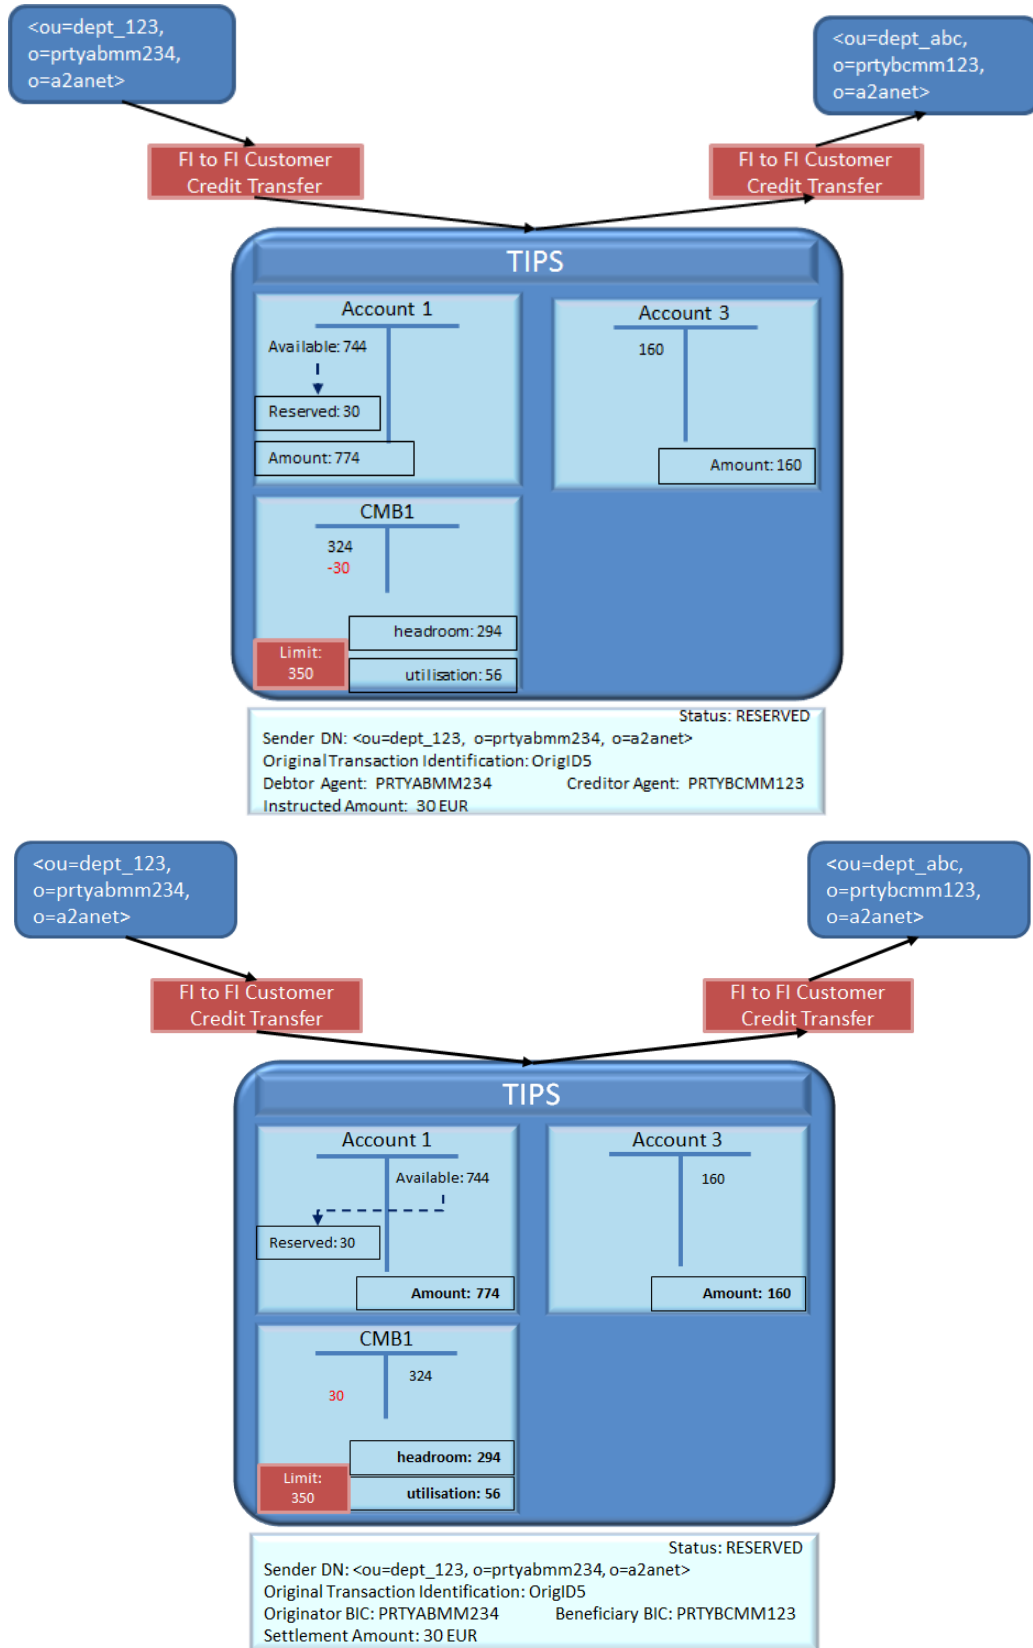 <ou=dept_123,
o=prtyabmm234,
o=a2anet>
<ou=dept_abc,
o=prtybcmm123,
o=a2anet>
FI to FI Customer
Credit Transfer
FI to FI Customer
Credit Transfer
TIPS
Account 1
Available: 744
Reserved: 30
Amount: 774
Account 3
160
Amount: 160
CMB1
324
-30
headroom: 294
Limit:
350
utilisation: 56
Status: RESERVED
Sender DN: <ou=dept_123, o=prtyabmm234, o=a2anet>
Original Transaction Identification: OrigID5
Debtor Agent: PRTYABMM234 Creditor Agent: PRTYBCMM123
Instructed Amount: 30 EUR
<ou=dept_123,
o=prtyabmm234,
o=a2anet>
<ou=dept_abc,
o=prtybcmm123,
o=a2anet>
FI to FI Customer
Credit Transfer
FI to FI Customer
Credit Transfer
TIPS
Account 1
Available: 744
Reserved: 30
Amount: 774
Account 3
160
Amount: 160
CMB1
324
30
headroom: 294
Limit:
350
utilisation: 56
Status: RESERVED
Sender DN: <ou=dept_123, o=prtyabmm234, o=a2anet>
Original Transaction Identification: OrigID5
Originator BIC: PRTYABMM234 Beneficiary BIC: PRTYBCMM123
Settlement Amount: 30 EUR